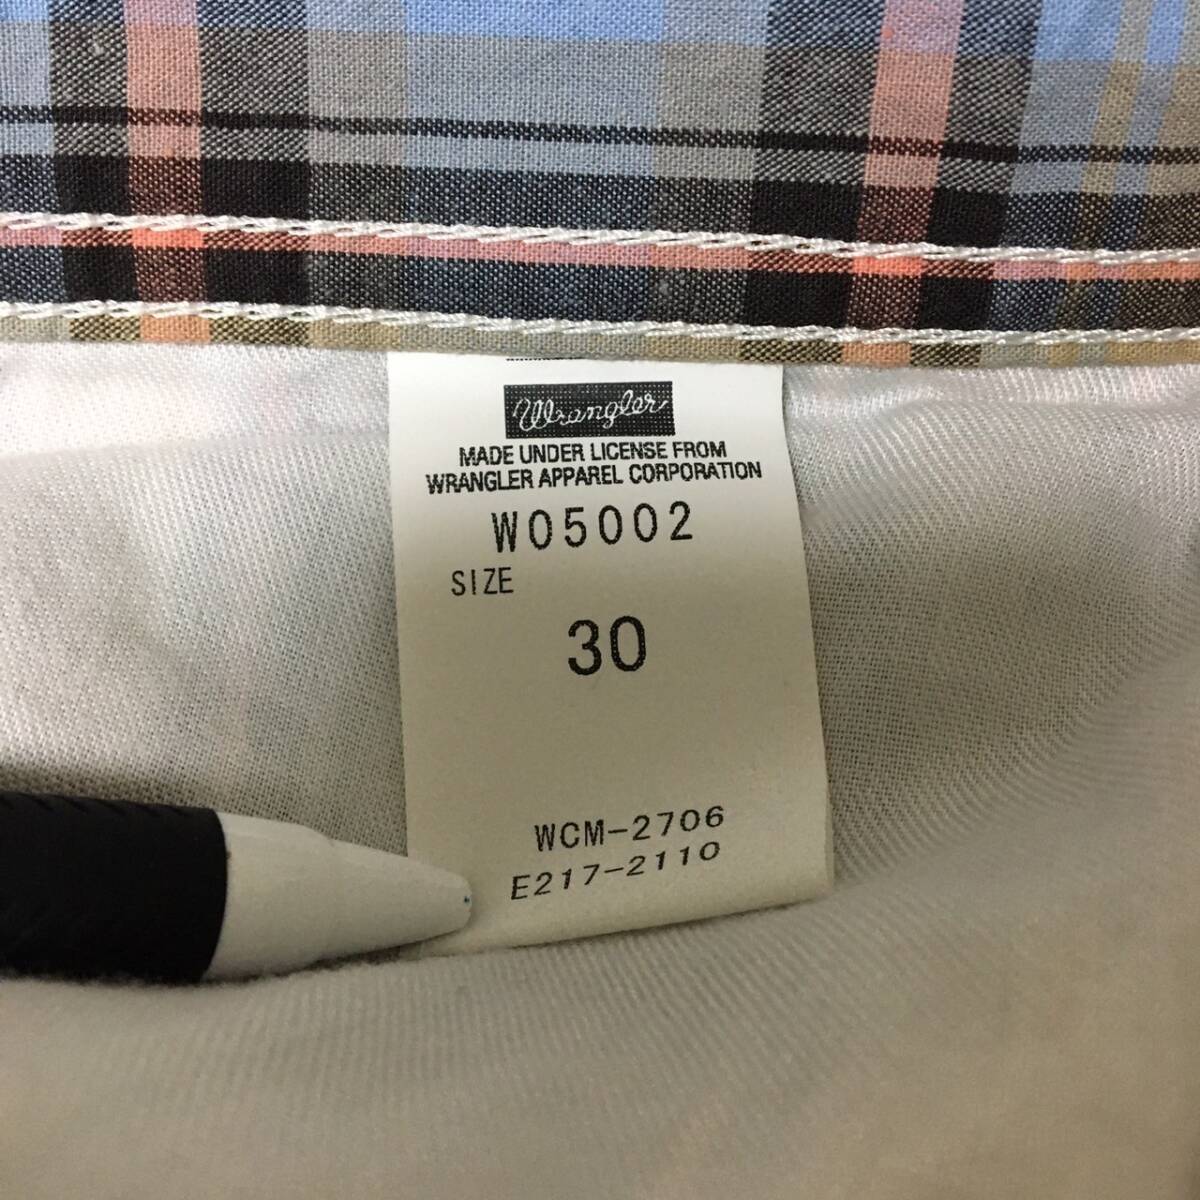 Wrangler
MADE UNDER LICENSE FROM
WRANGLER APPAREL CORPORATION
W05002
SIZE
30
WCM-2706
E217-2110